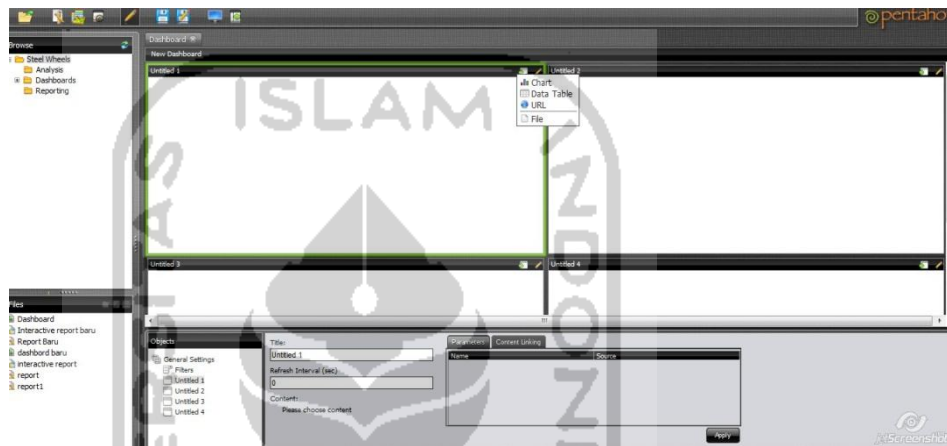 pentaho
Browse
Steel Wheels
Analysis
Dashboards
Reporting
Dashboard
New Dashboard
Untitled 1
Untitled 2
Chart
Data Table
URL
File
Untitled 3
Untitled 4
Files
Dashboard
Interactive report baru
Report Baru
dashbord baru
interactive report
report
report1
Objects
General Settings
Filters
Untitled 1
Untitled 2
Untitled 3
Untitled 4
Title:
Untitled 1
Refresh Interval (sec)
0
Content:
Please choose content
Parameters
Content Linking
Name
Source
Apply
ISLAM
Screenshot